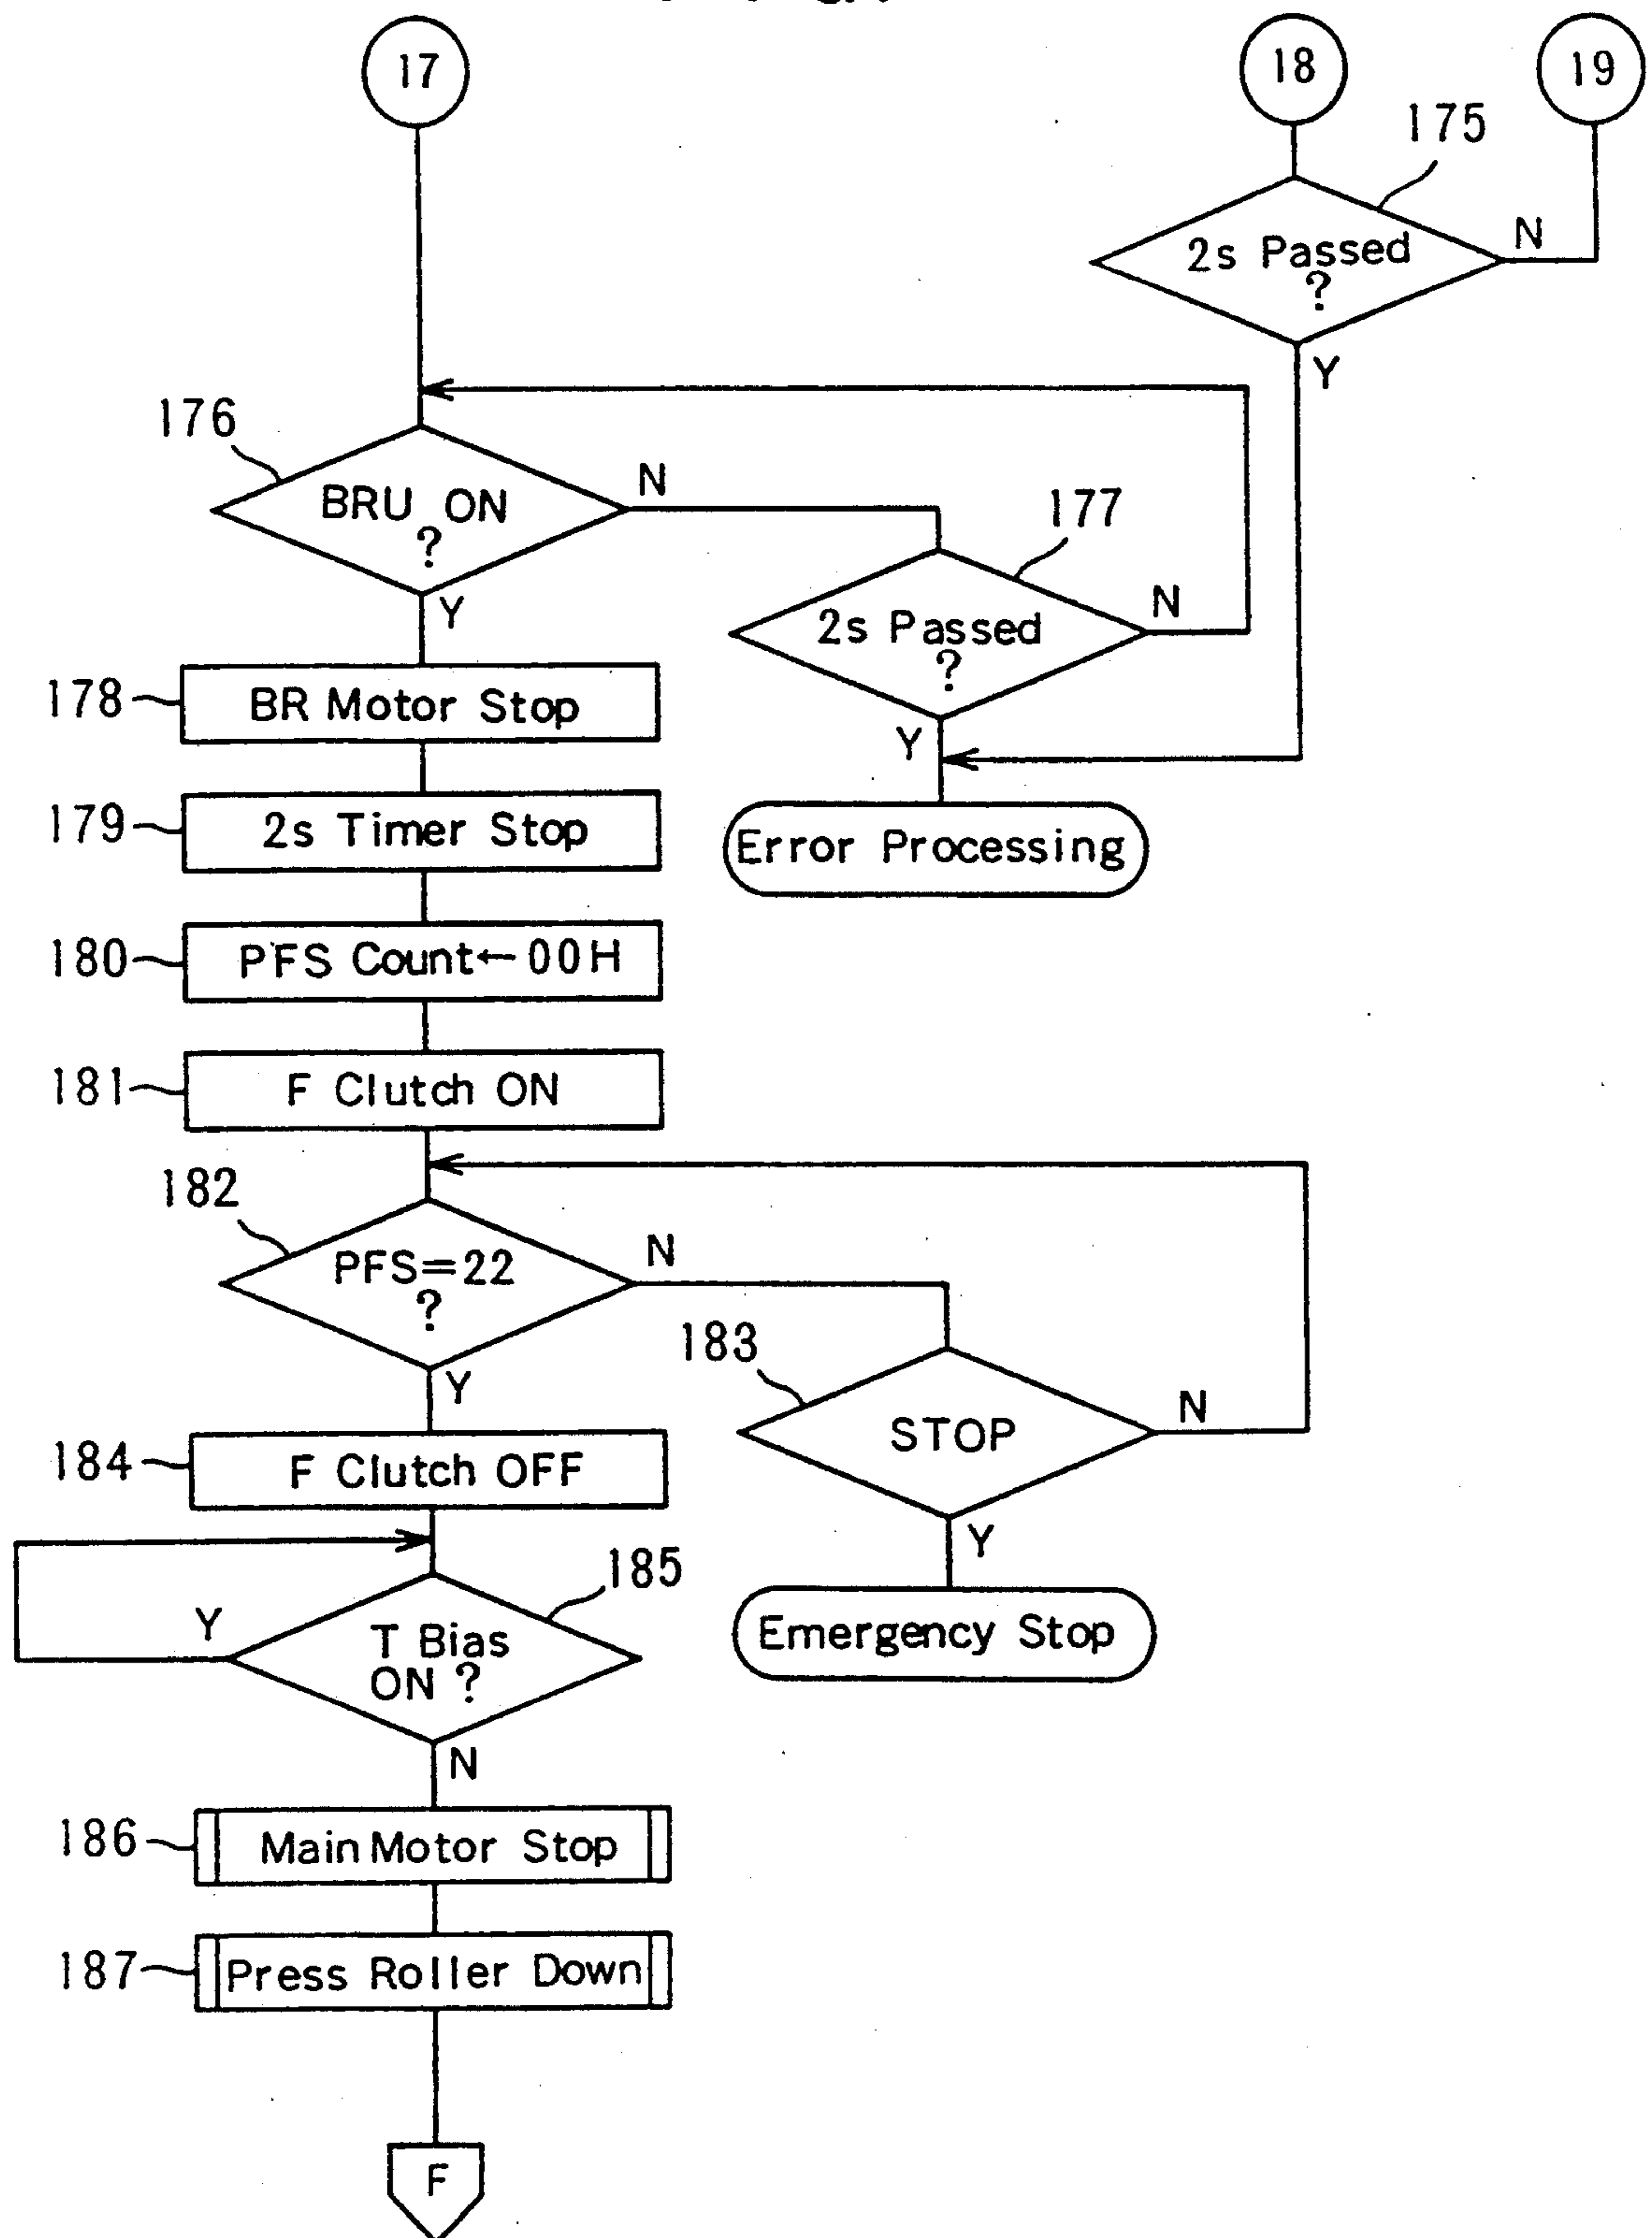 17
18
19
175
2s Passed
?
N
Y
176
BRU ON
?
N
Y
177
2s Passed
?
N
Y
178
BR Motor Stop
179
2s Timer Stop
Error Processing
180
PFS Count←00H
181
F Clutch ON
182
PFS=22
?
N
Y
183
STOP
N
Y
184
F Clutch OFF
185
T Bias
ON ?
Y
N
Emergency Stop
186
Main Motor Stop
187
Press Roller Down
F